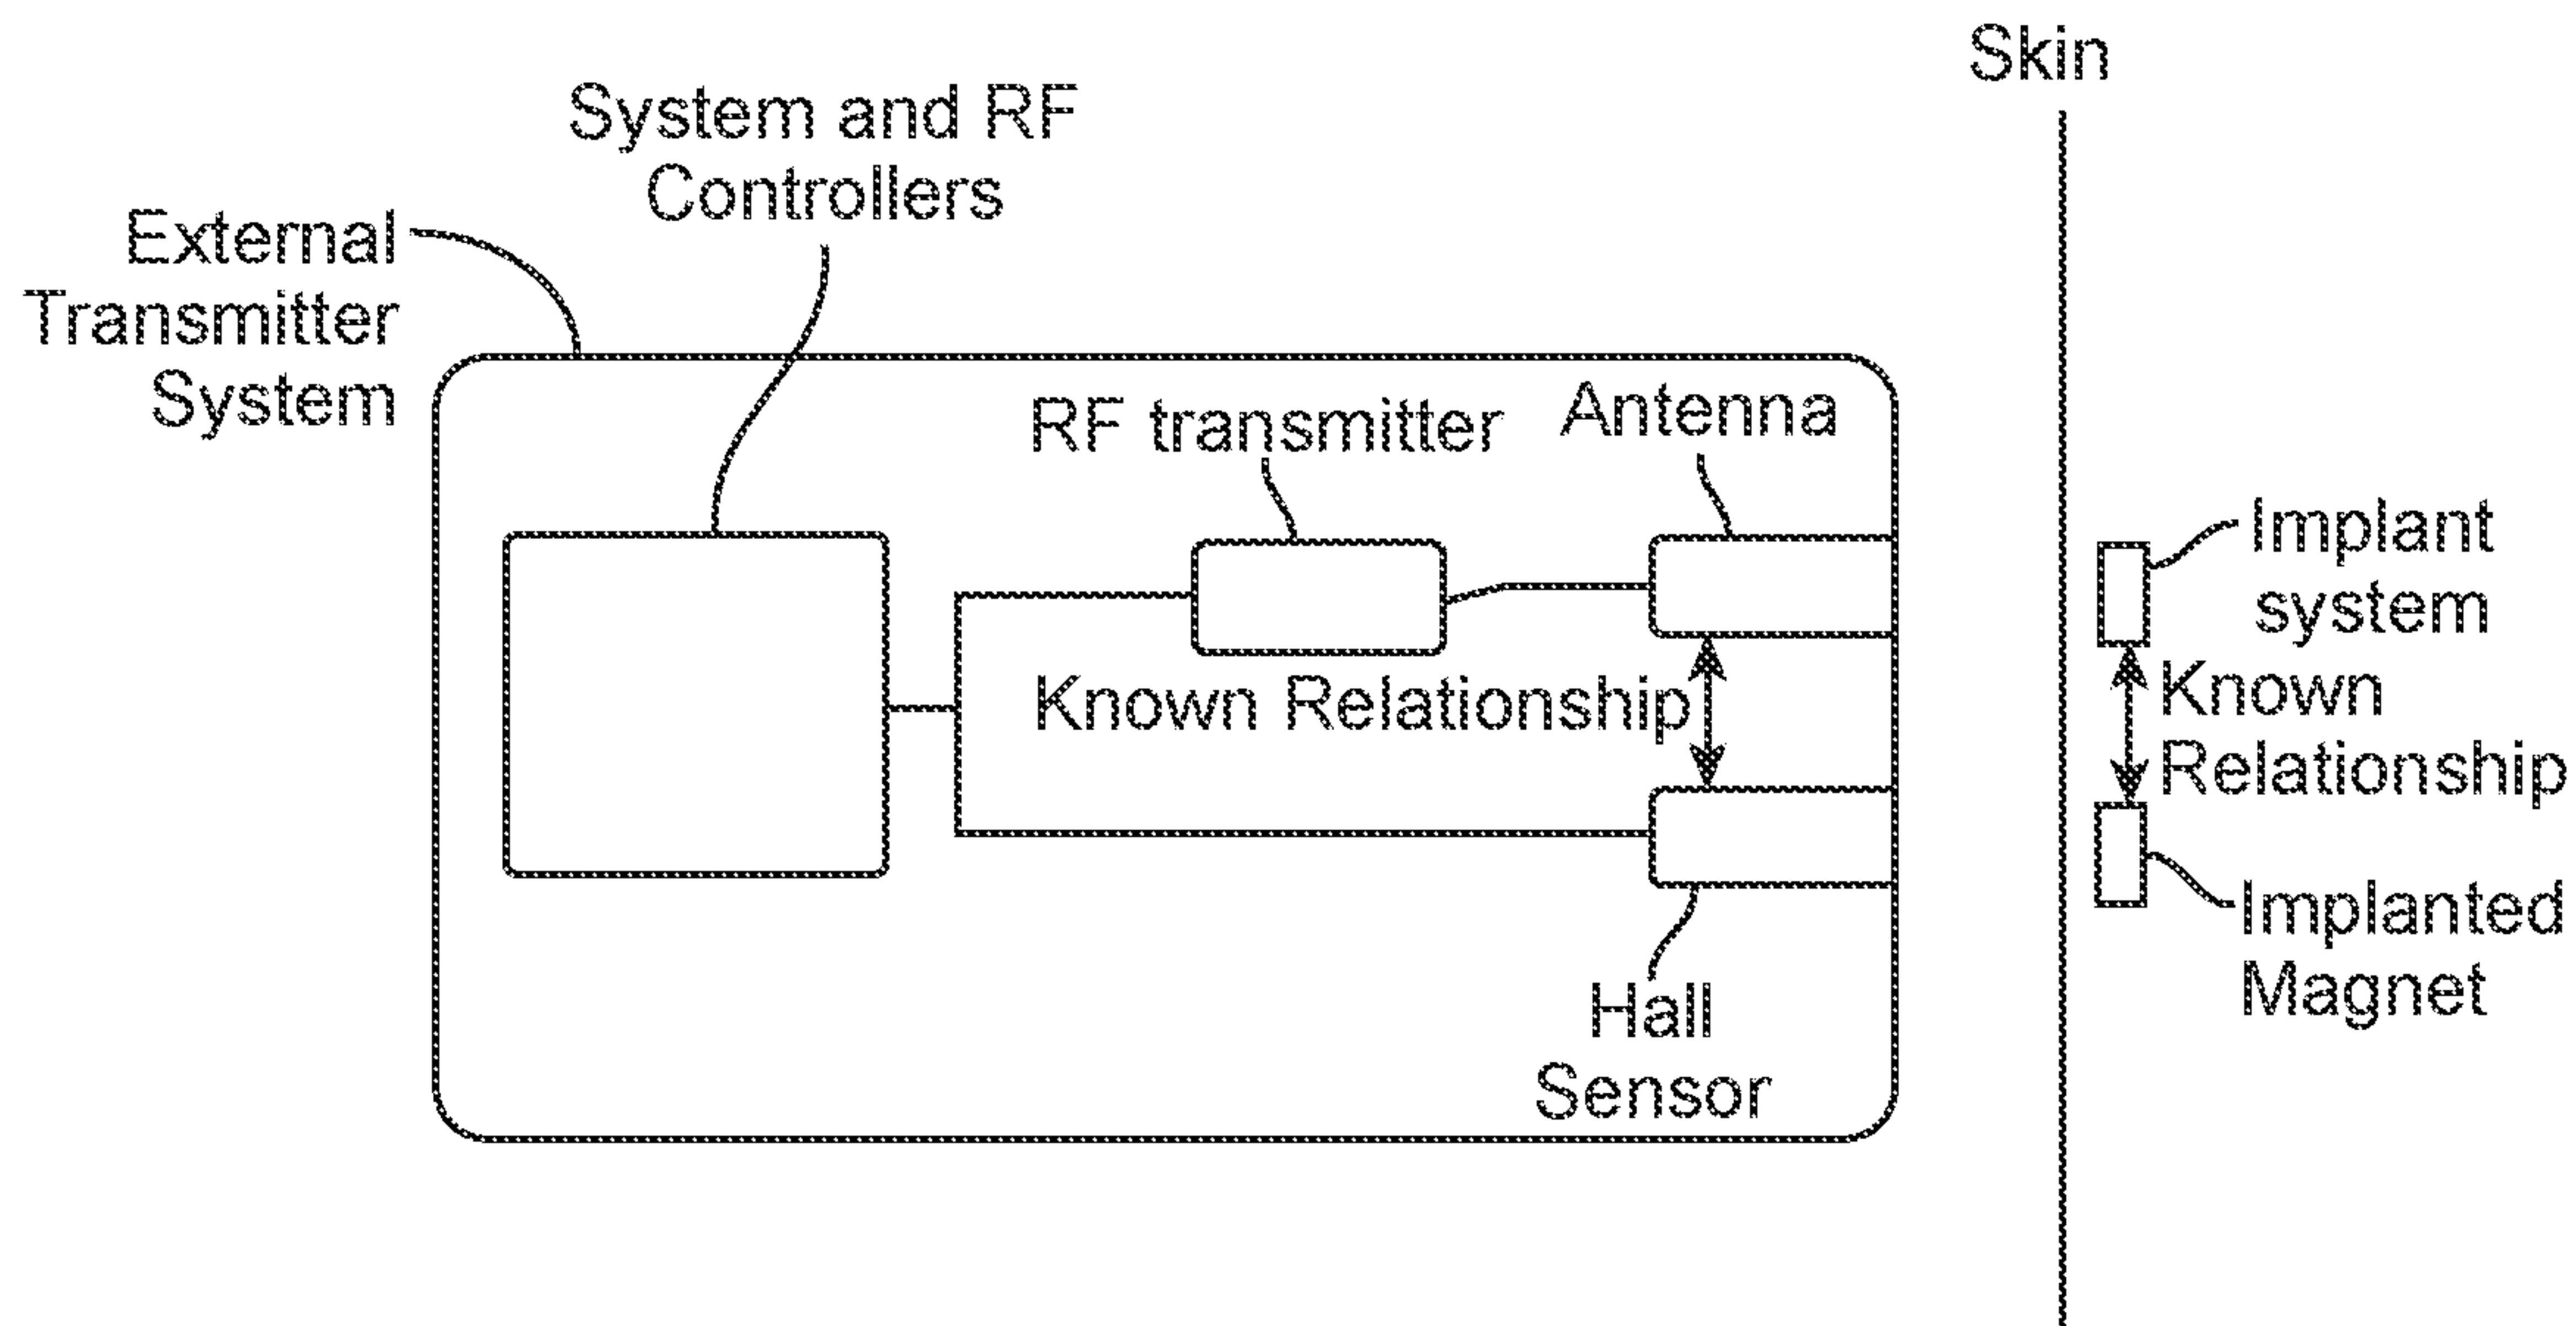 Skin
System and RF
Controllers
External
Transmitter
System
RF transmitter
Antenna
Implant
system
Known Relationship
Known
Relationship
Implanted
Magnet
Hall
Sensor